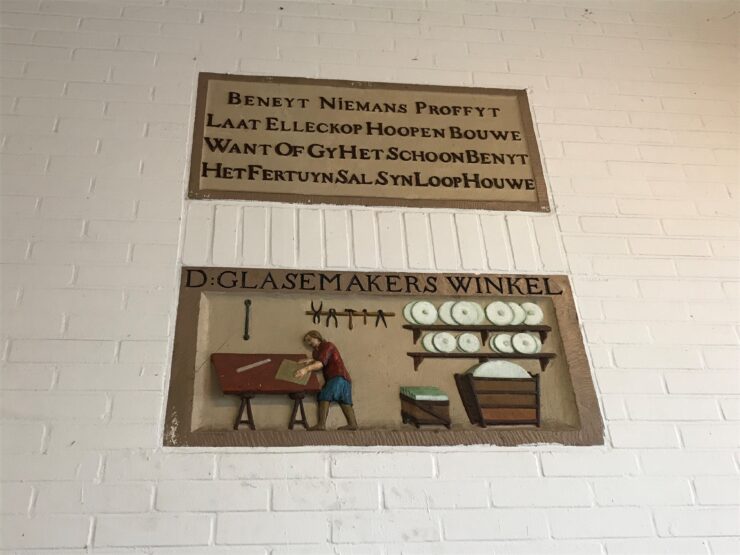 BENEYT NIEMANS PROFFYT
LAAT ELLECKOP HOOPEN BOUWE
WANT OF GY HET SCHOON BENYT
HET FERTUYN SAL SYN LOOP HOUWE
D:GLASEMAKERS WINKEL